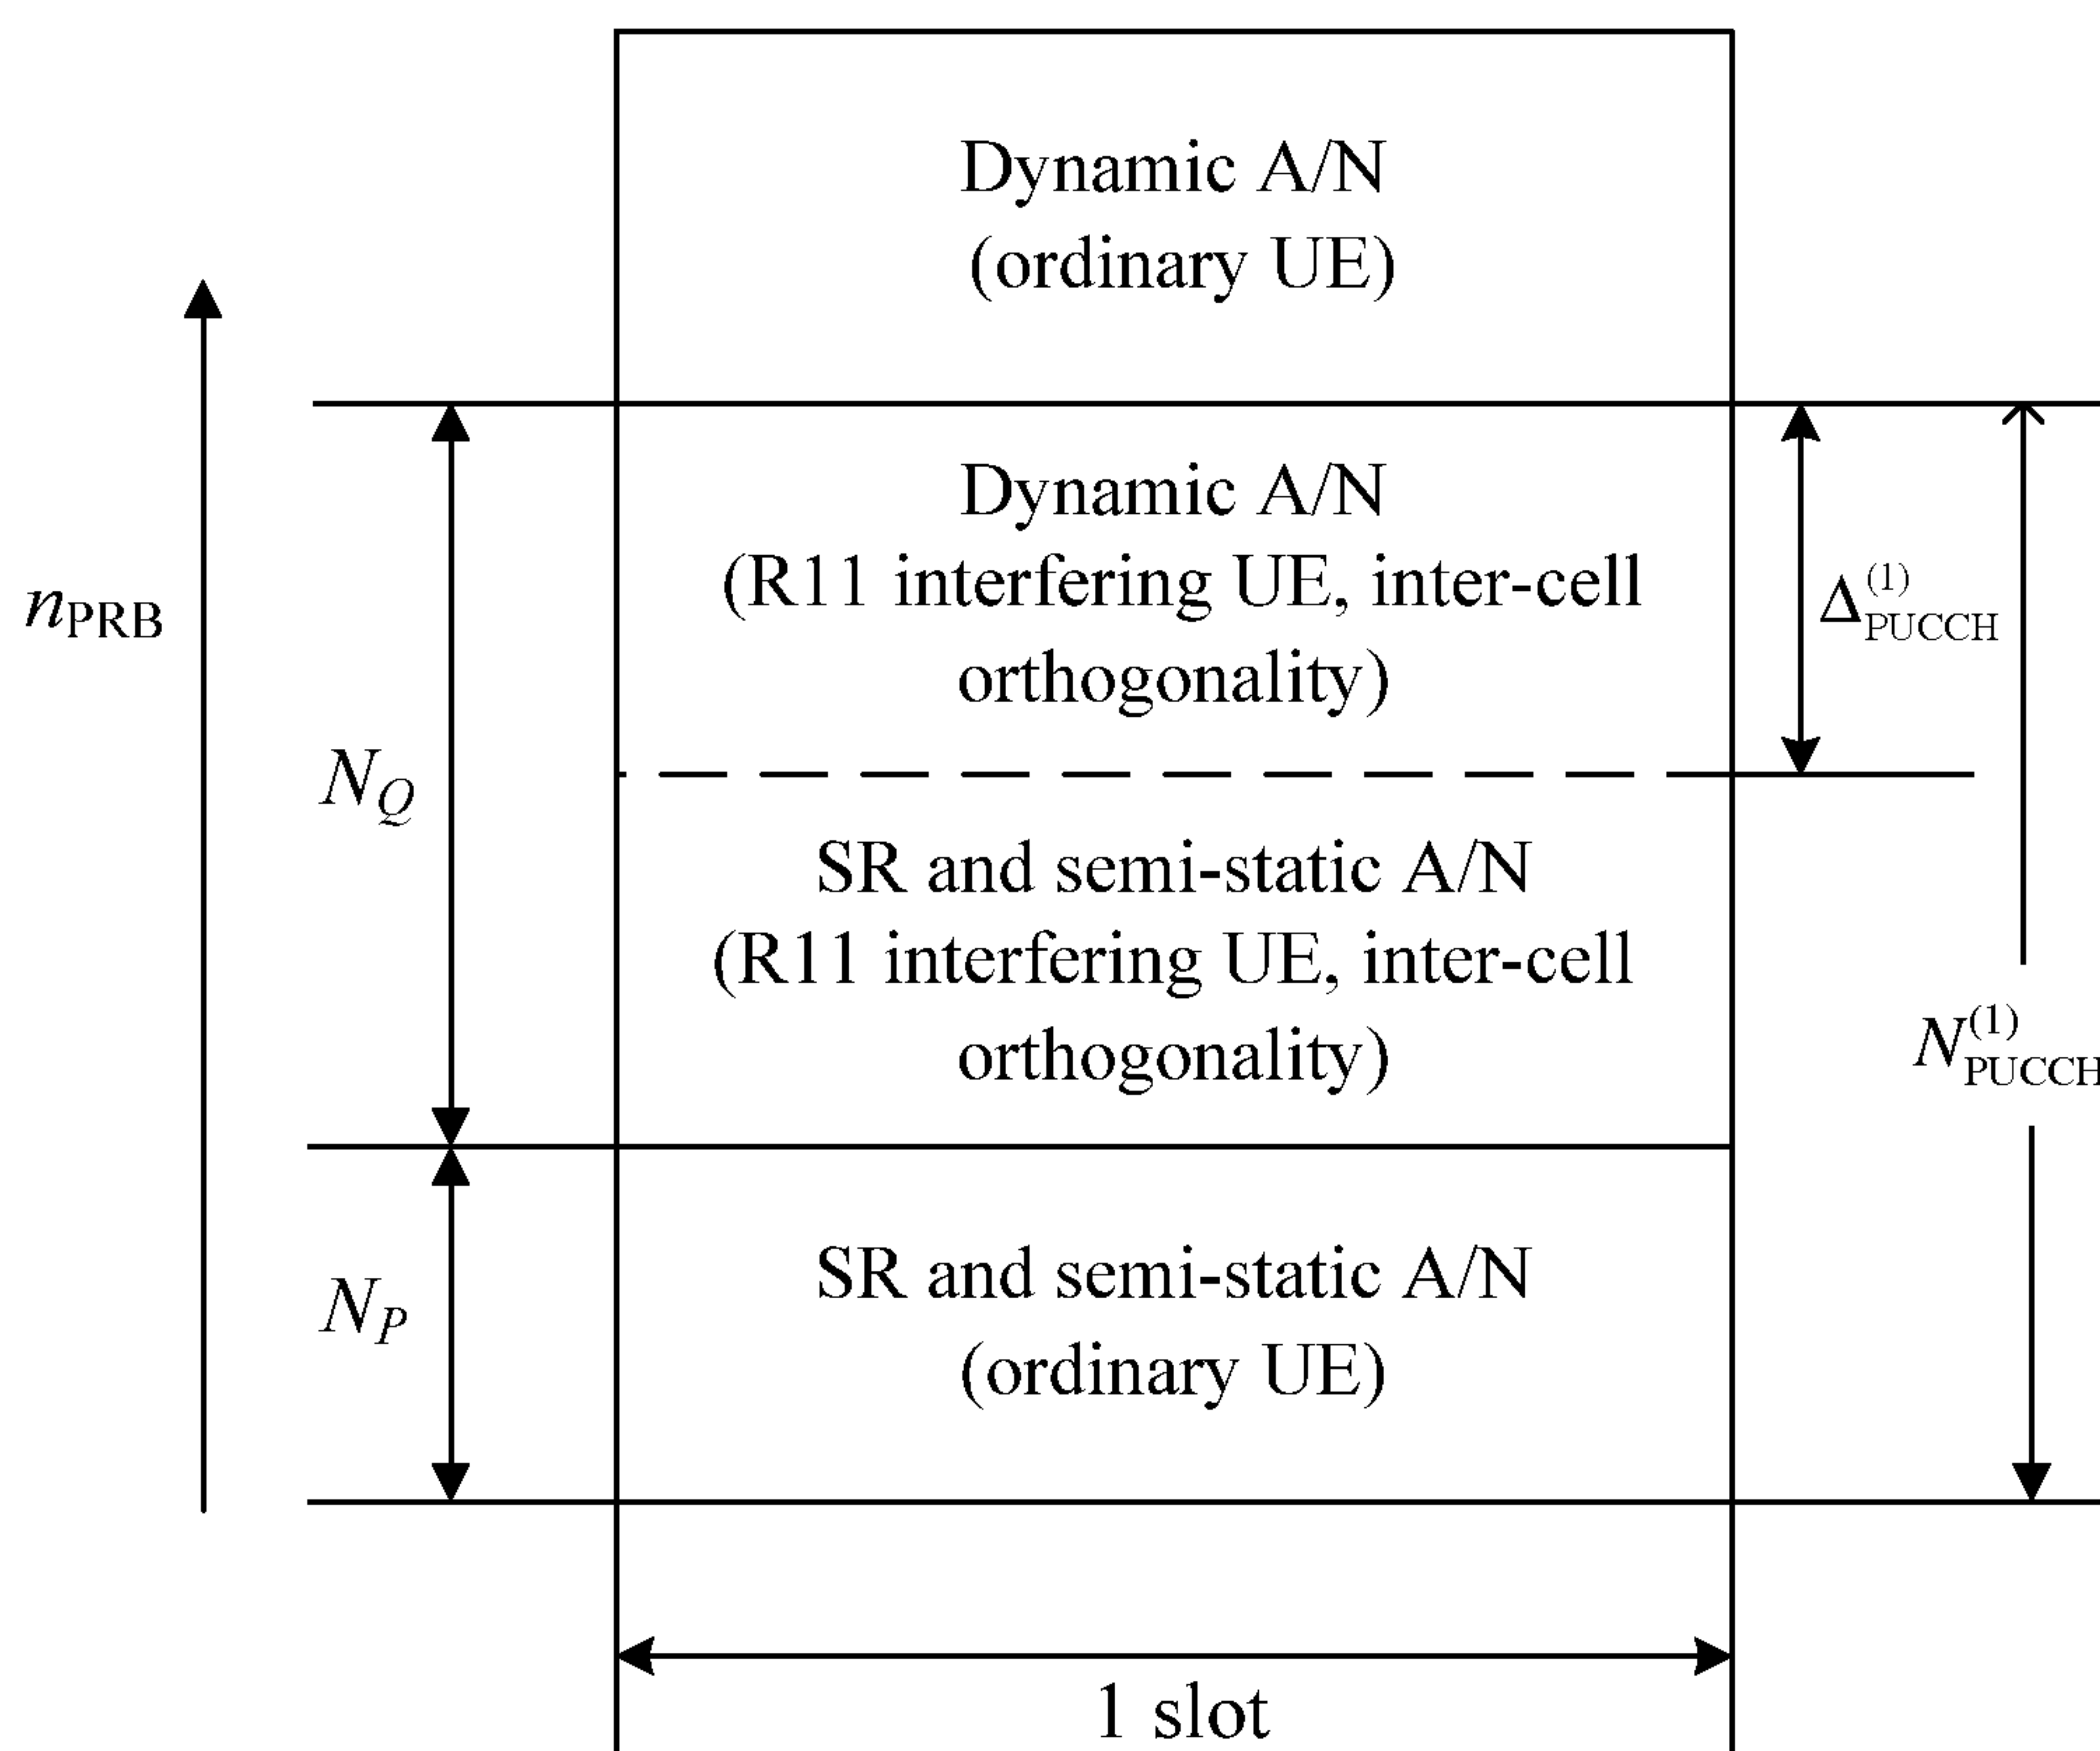 Dynamic A/N
(ordinary UE)
n_PRB
Dynamic A/N
(R11 interfering UE, inter-cell
orthogonality)
Δ^(1)_PUCCH
N_Q
SR and semi-static A/N
(R11 interfering UE, inter-cell
orthogonality)
N^(1)_PUCCH
N_P
SR and semi-static A/N
(ordinary UE)
1 slot